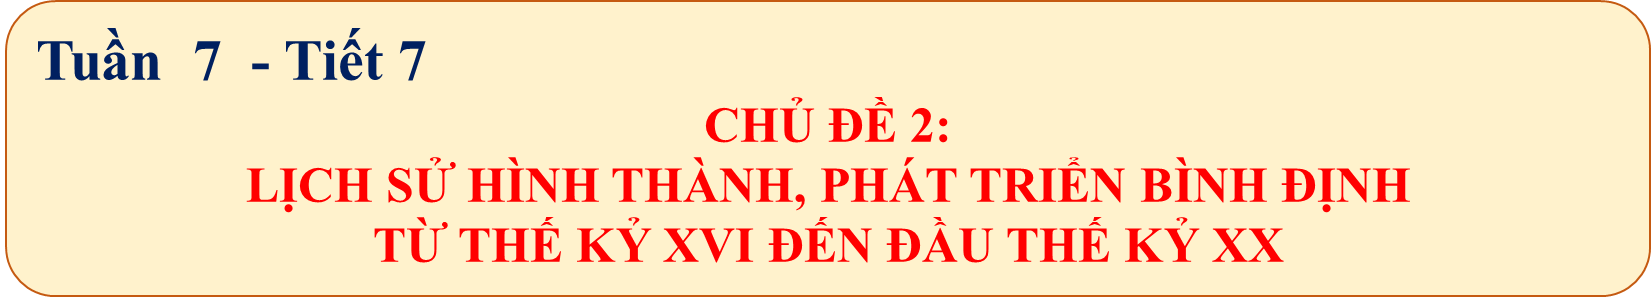 Tuần 7 - Tiết 7
CHỦ ĐỀ 2:
LỊCH SỬ HÌNH THÀNH, PHÁT TRIỂN BÌNH ĐỊNH
TỪ THẾ KỶ XVI ĐẾN ĐẦU THẾ KỶ XX